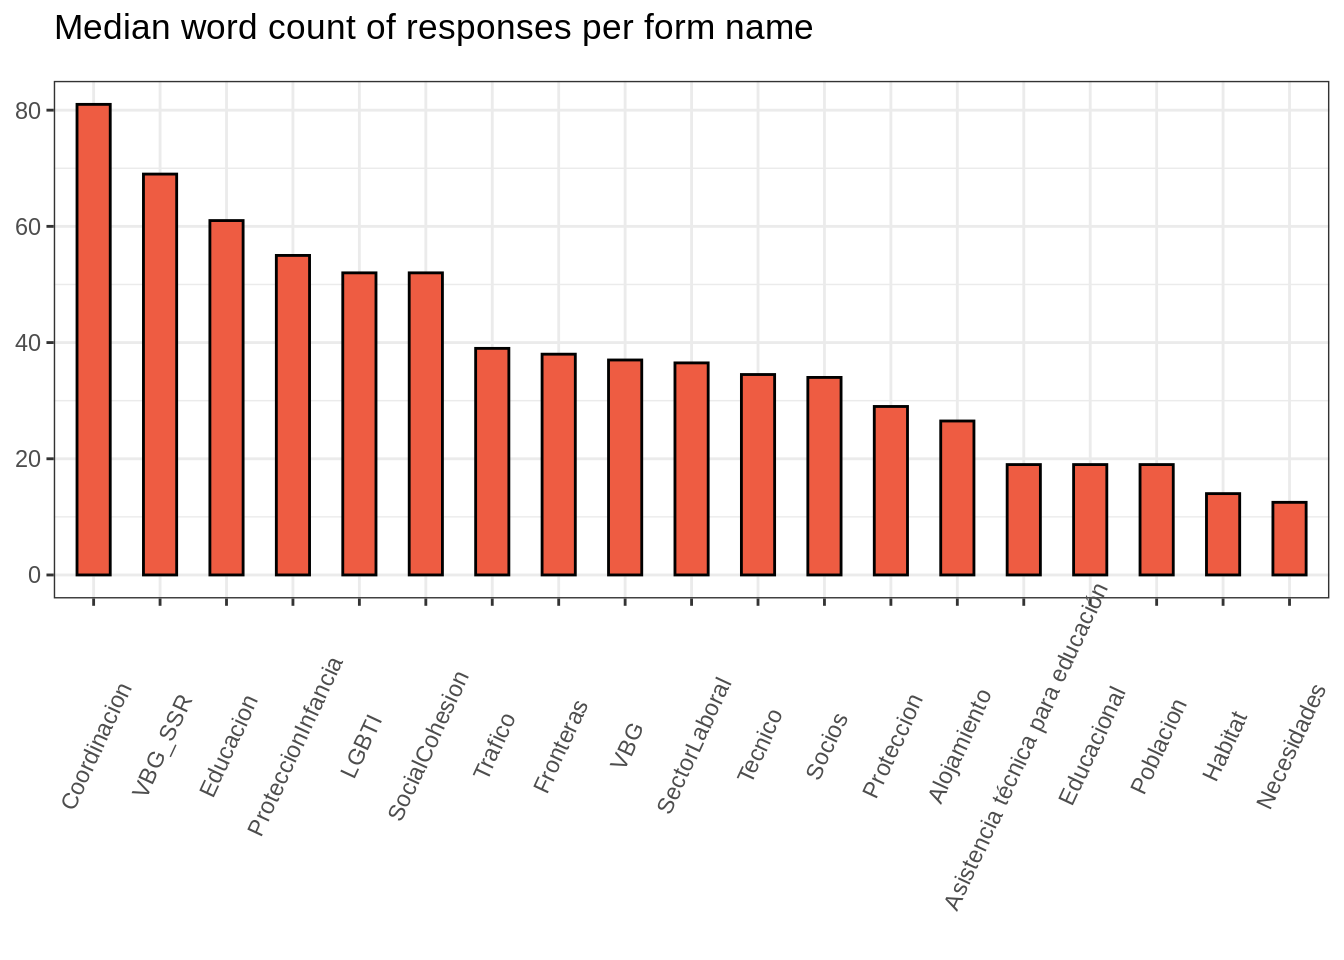 Median word count of responses per form name
80
60
40
20
0
Coordinacion
VBG_SSR
Educacion
ProteccionInfancia
LGBTI
SocialCohesion
Trafico
Fronteras
VBG
SectorLaboral
Tecnico
Socios
Proteccion
Alojamiento
Asistencia técnica para educación
Educacional
Poblacion
Habitat
Necesidades